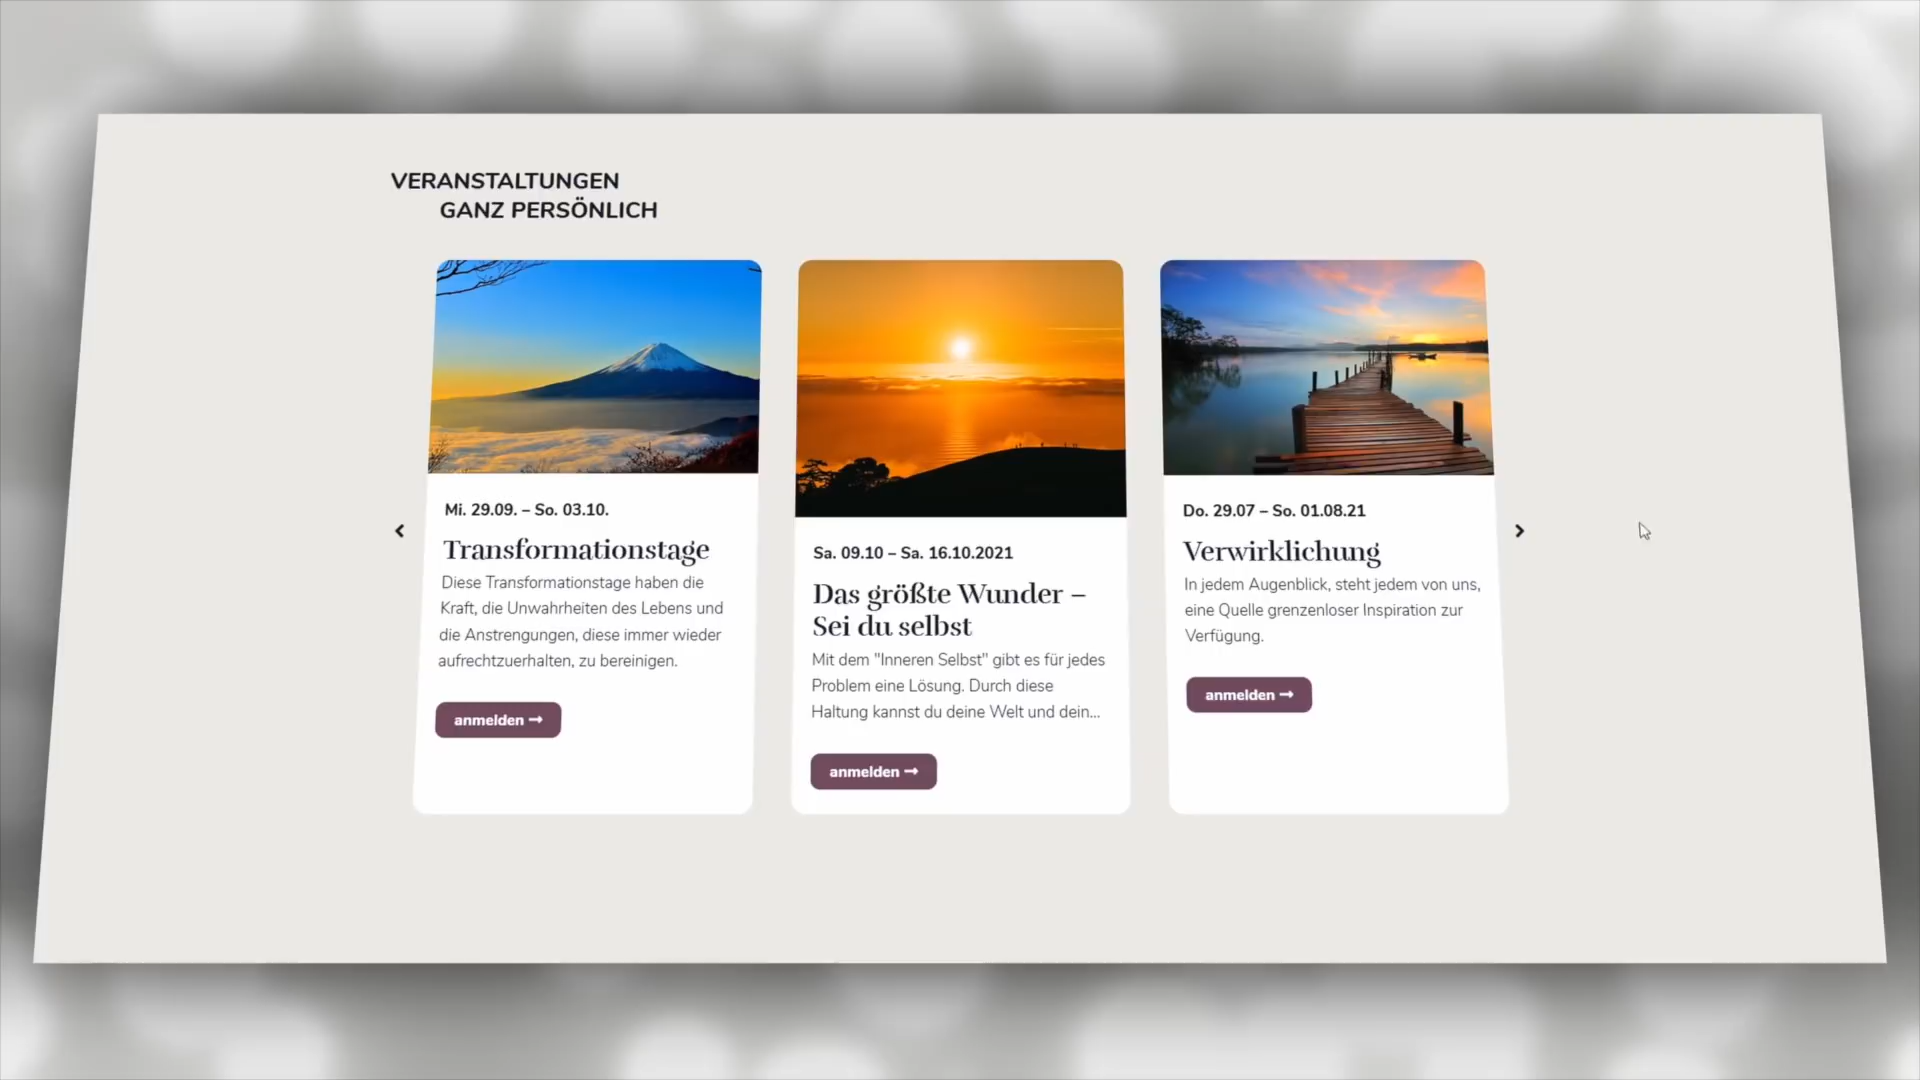 VERANSTALTUNGEN
GANZ PERSÖNLICH
Mi. 29.09. – So. 03.10.
Transformationstage
Diese Transformationstage haben die
Kraft, die Unwahrheiten des Lebens und
die Anstrengungen, diese immer wieder
aufrechtzuerhalten, zu bereinigen.
anmelden
Sa. 09.10 – Sa. 16.10.2021
Das größte Wunder –
Sei du selbst
Mit dem "Inneren Selbst" gibt es für jedes
Problem eine Lösung. Durch diese
Haltung kannst du deine Welt und dein...
anmelden
Do. 29.07 – So. 01.08.21
Verwirklichung
In jedem Augenblick, steht jedem von uns,
eine Quelle grenzenloser Inspiration zur
Verfügung.
anmelden